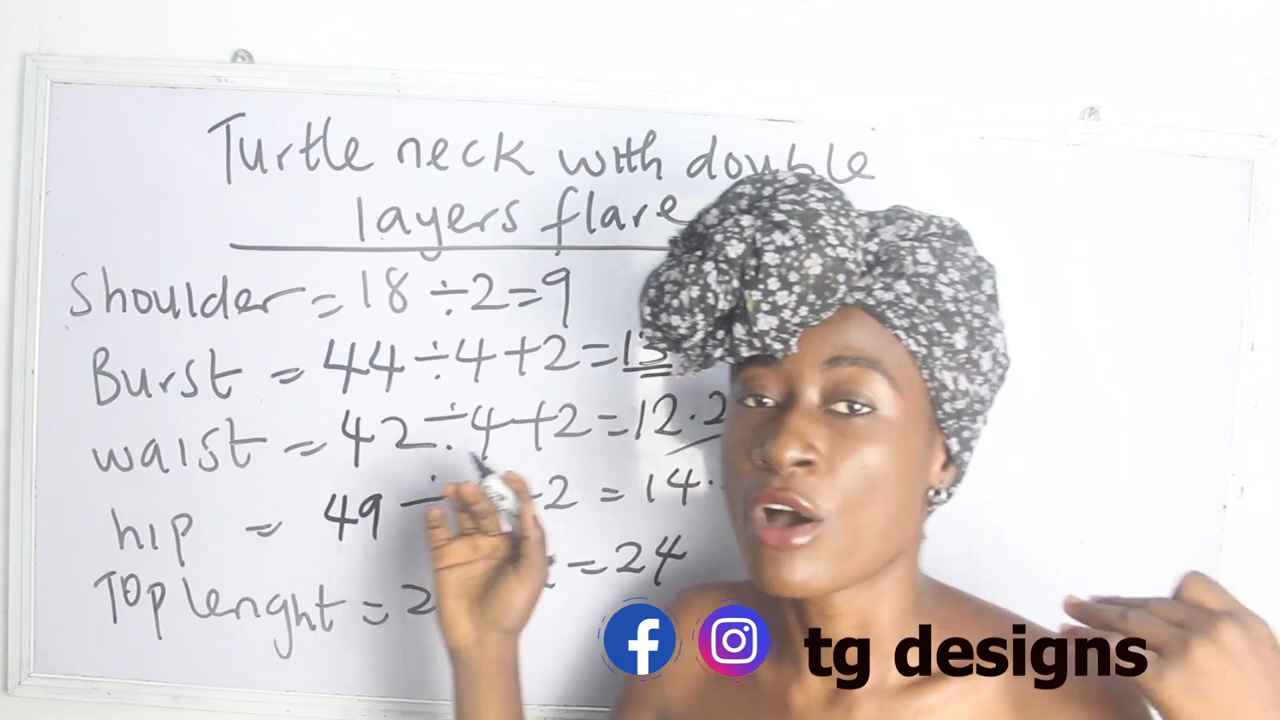 Turtle neck with double
layers flare
Shoulder = 18 ÷ 2 = 9
Burst = 44 ÷ 4 + 2 = 13
waist = 42 ÷ 4 + 2 = 12.2
hip = 49 ÷ 2 = 14.
Top lenght = 2 = 24
tg designs